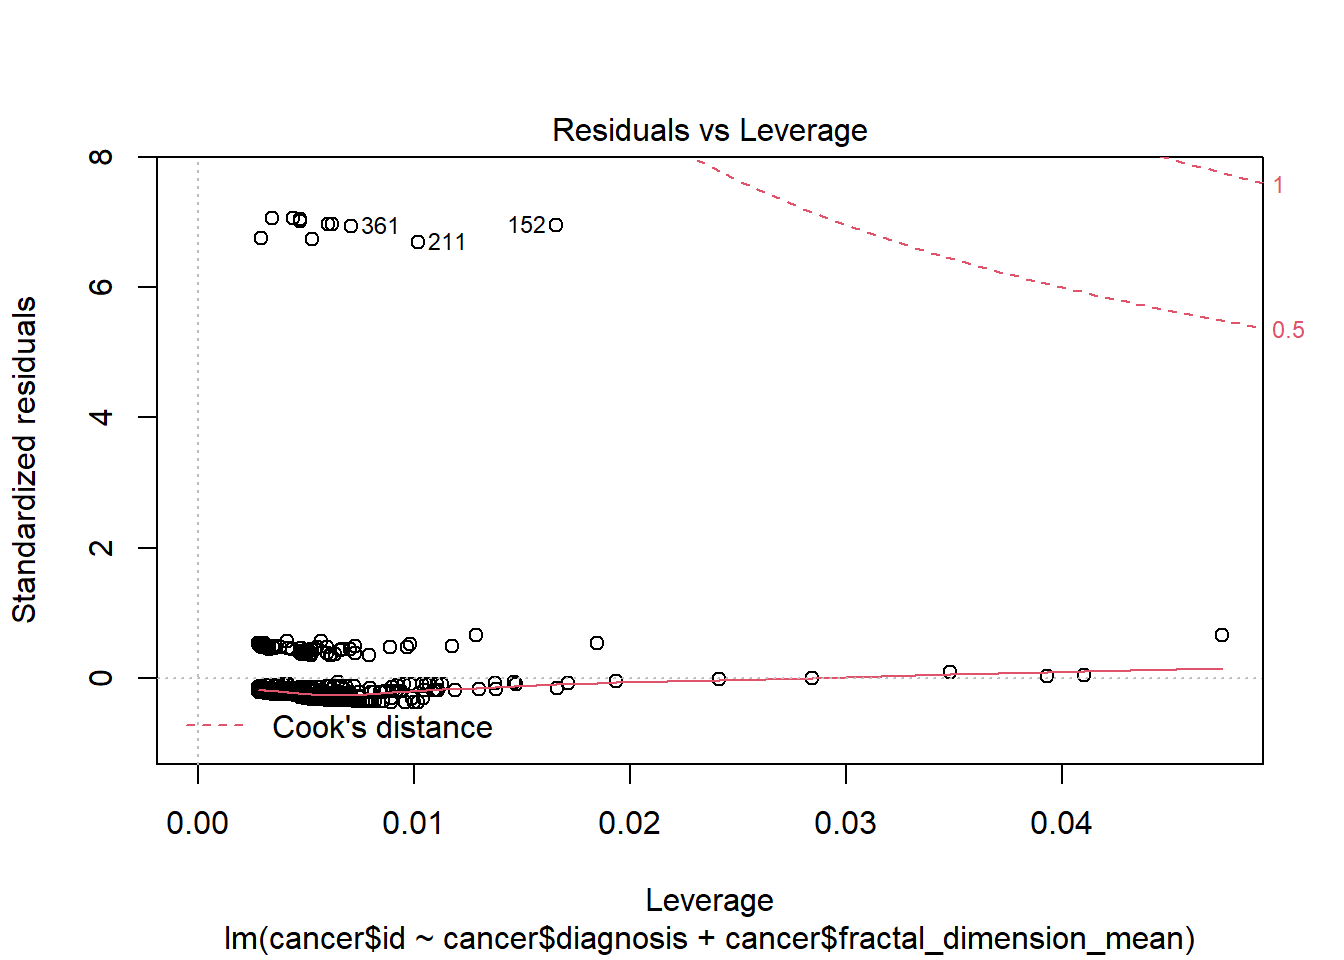 Residuals vs Leverage
Standardized residuals
8
6
4
2
0
361
211
152
1
0.5
Cook's distance
0.00 0.01 0.02 0.03 0.04
Leverage
lm(cancer$id ~ cancer$diagnosis + cancer$fractal_dimension_mean)